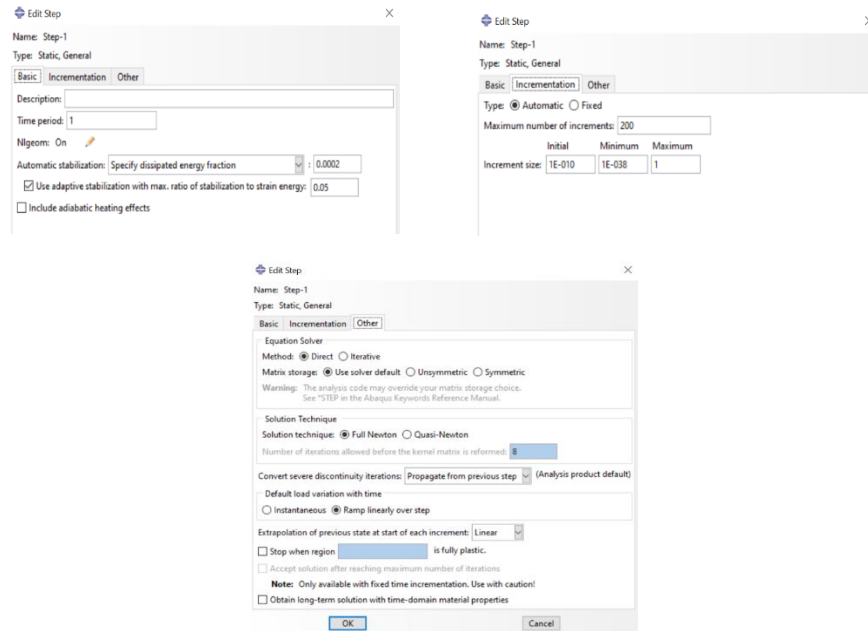 Edit Step
Name: Step-1
Type: Static, General
Basic Incrementation Other
Description:
Time period: 1
Nlgeom: On
Automatic stabilization: Specify dissipated energy fraction : 0.0002
Use adaptive stabilization with max. ratio of stabilization to strain energy: 0.05
Include adiabatic heating effects
Edit Step
Name: Step-1
Type: Static, General
Basic Incrementation Other
Type: Automatic Fixed
Maximum number of increments: 200
Initial Minimum Maximum
Increment size: 1E-010 1E-038 1
Edit Step
Name: Step-1
Type: Static, General
Basic Incrementation Other
Equation Solver
Method: Direct Iterative
Matrix storage: Use solver default Unsymmetric Symmetric
Warning: The analysis code may override your matrix storage choice.
See *STEP in the Abaqus Keywords Reference Manual.
Solution Technique
Solution technique: Full Newton Quasi-Newton
Number of iterations allowed before the kernel matrix is reformed: 8
Convert severe discontinuity iterations: Propagate from previous step (Analysis product default)
Default load variation with time
Instantaneous Ramp linearly over step
Extrapolation of previous state at start of each increment: Linear
Stop when region is fully plastic.
Accept solution after reaching maximum number of iterations
Note: Only available with fixed time incrementation. Use with caution!
Obtain long-term solution with time-domain material properties
OK Cancel